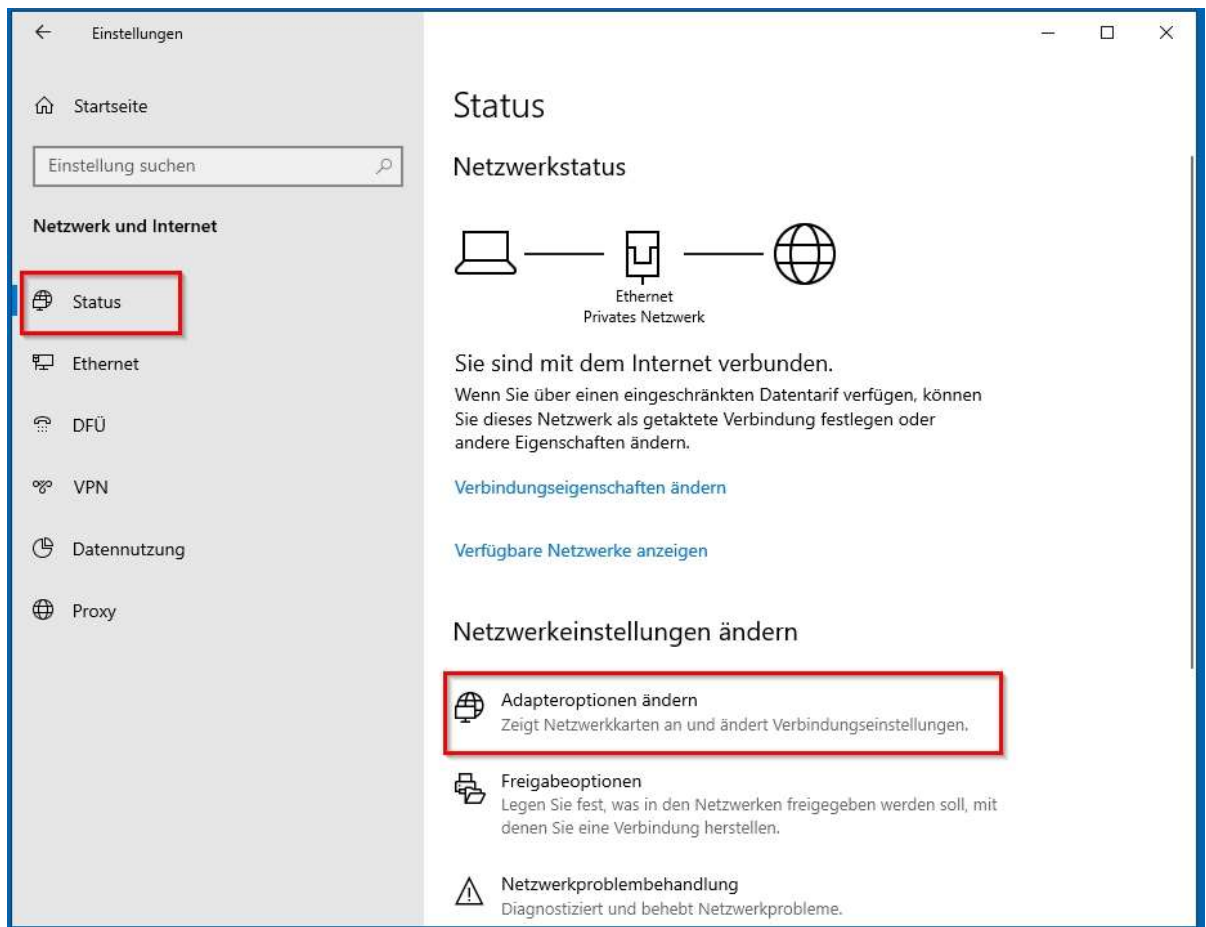 Einstellungen
Startseite
Einstellung suchen
Netzwerk und Internet
Status
Ethernet
DFÜ
VPN
Datennutzung
Proxy
Status
Netzwerkstatus
Ethernet
Privates Netzwerk
Sie sind mit dem Internet verbunden.
Wenn Sie über einen eingeschränkten Datentarif verfügen, können
Sie dieses Netzwerk als getaktete Verbindung festlegen oder
andere Eigenschaften ändern.
Verbindungseigenschaften ändern
Verfügbare Netzwerke anzeigen
Netzwerkeinstellungen ändern
Adapteroptionen ändern
Zeigt Netzwerkkarten an und ändert Verbindungseinstellungen.
Freigabeoptionen
Legen Sie fest, was in den Netzwerken freigegeben werden soll, mit
denen Sie eine Verbindung herstellen.
Netzwerkproblembehandlung
Diagnostiziert und behebt Netzwerkprobleme.